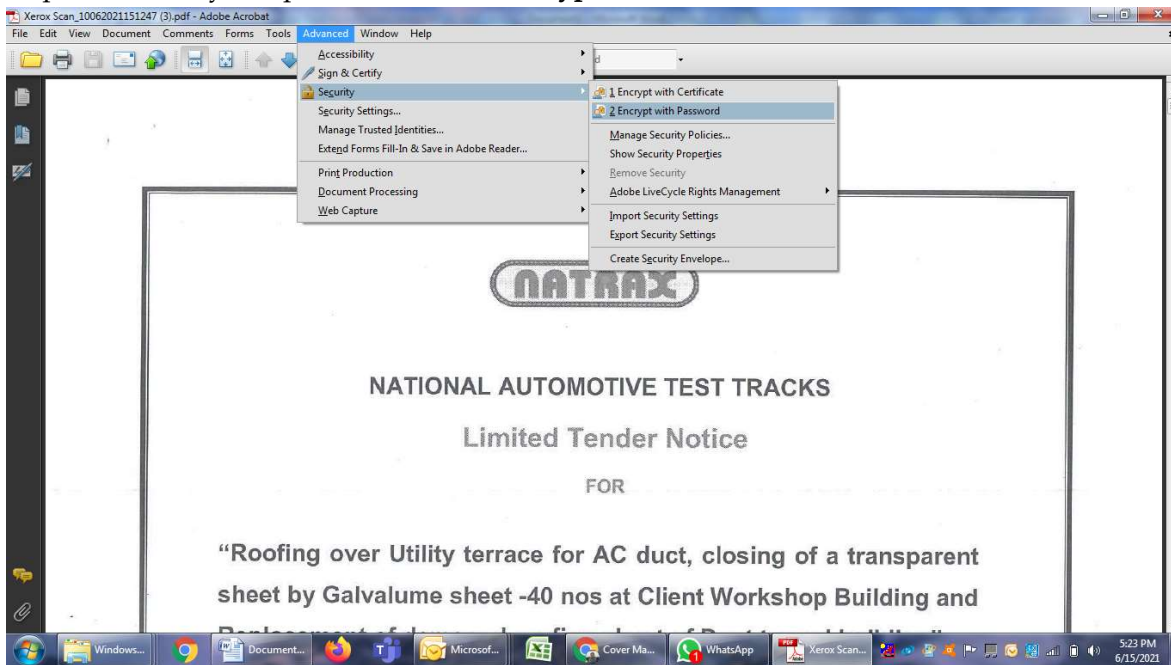 Xerox Scan_10062021151247 (3).pdf - Adobe Acrobat
File Edit View Document Comments Forms Tools Advanced Window Help
Accessibility
Sign & Certify
Security
Security Settings...
Manage Trusted Identities...
Extend Forms Fill-In & Save in Adobe Reader...
Print Production
Document Processing
Web Capture
1 Encrypt with Certificate
2 Encrypt with Password
Manage Security Policies...
Show Security Properties
Remove Security
Adobe LiveCycle Rights Management
Import Security Settings
Export Security Settings
Create Security Envelope...
NATRAX
NATIONAL AUTOMOTIVE TEST TRACKS
Limited Tender Notice
FOR
“Roofing over Utility terrace for AC duct, closing of a transparent
sheet by Galvalume sheet -40 nos at Client Workshop Building and
Windows... Document... Microsof... Cover Ma... WhatsApp Xerox Scan... 5:23 PM
6/15/2021